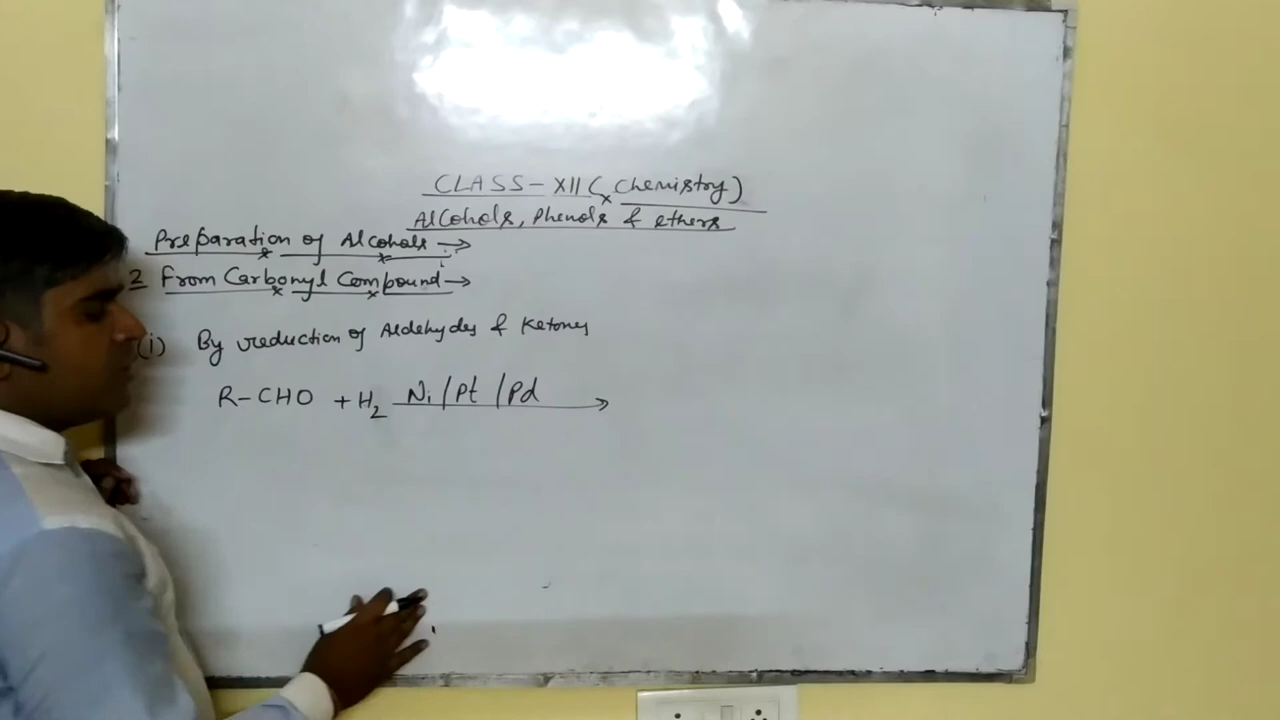 CLASS - XII (Chemistry)
Alcohols, Phenols & ethers
Preparation of Alcohols →
2 From Carbonyl Compound →
(i) By reduction of Aldehydes & Ketones
R-CHO + H₂ Ni/Pt/Pd →